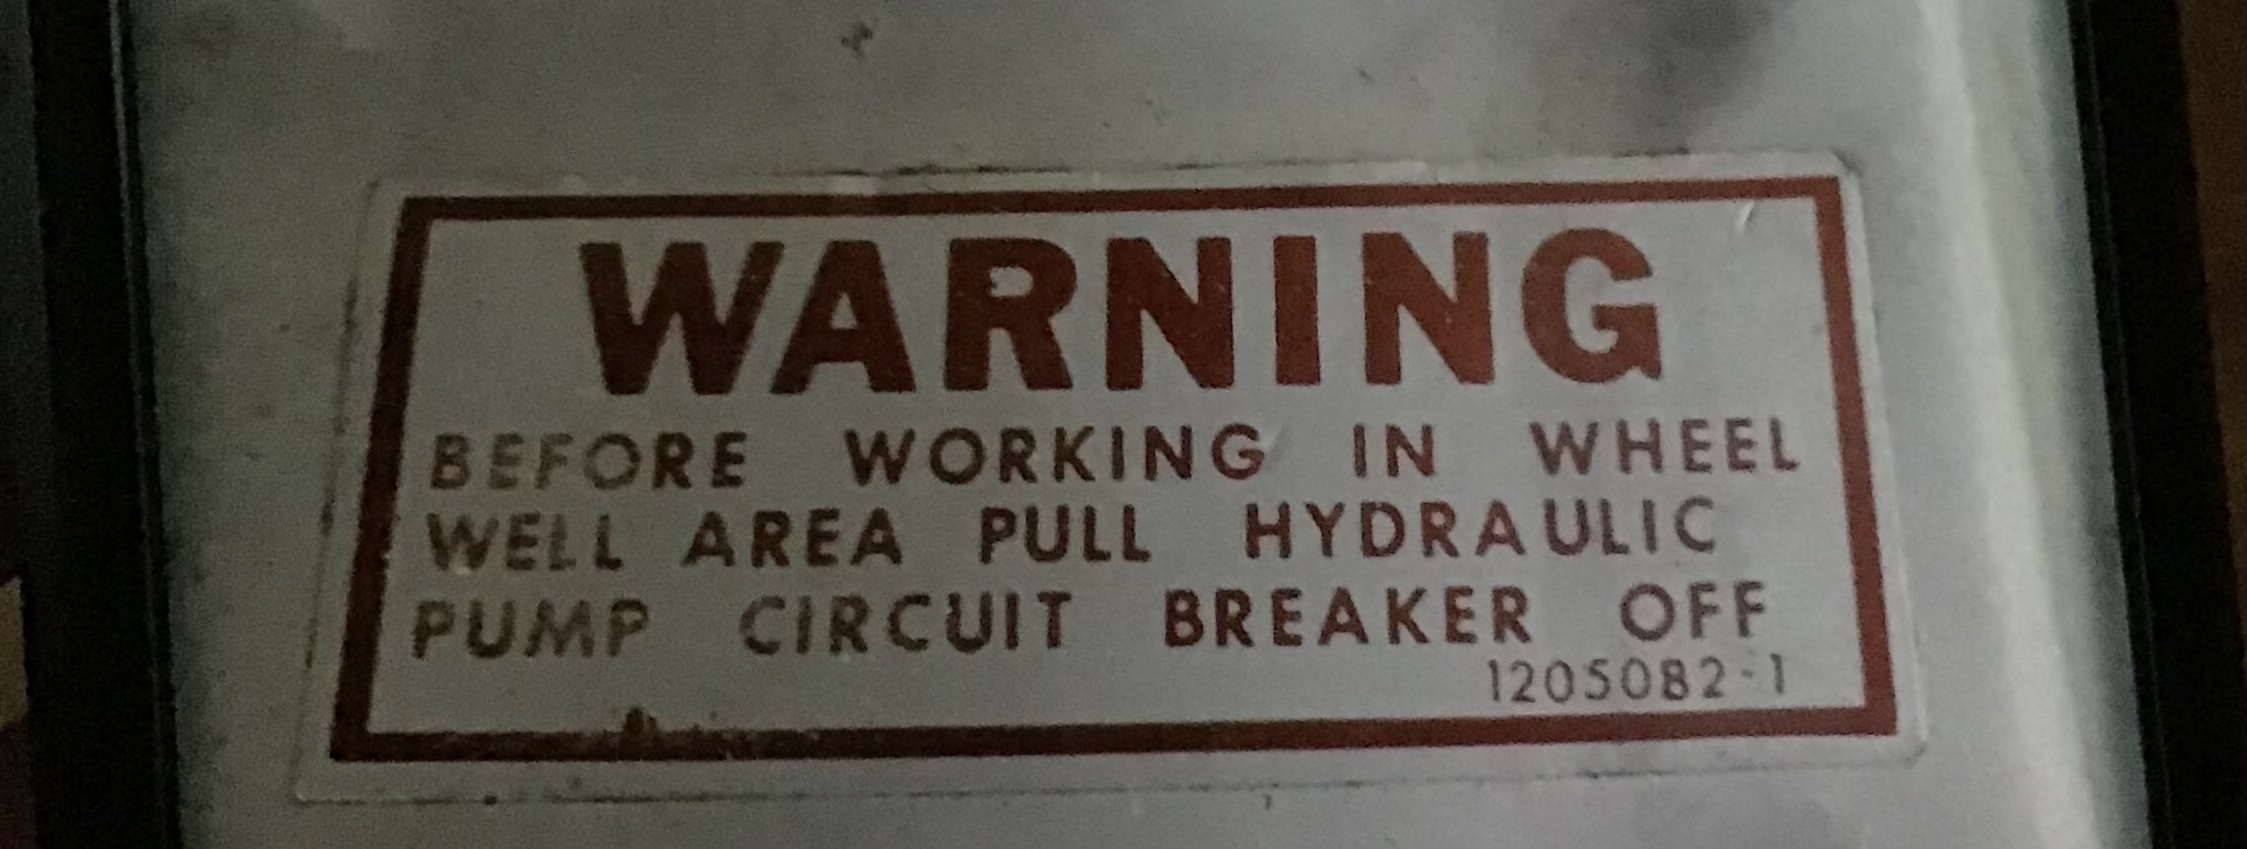 WARNING
BEFORE WORKING IN WHEEL
WELL AREA PULL HYDRAULIC
PUMP CIRCUIT BREAKER OFF
1205082-1